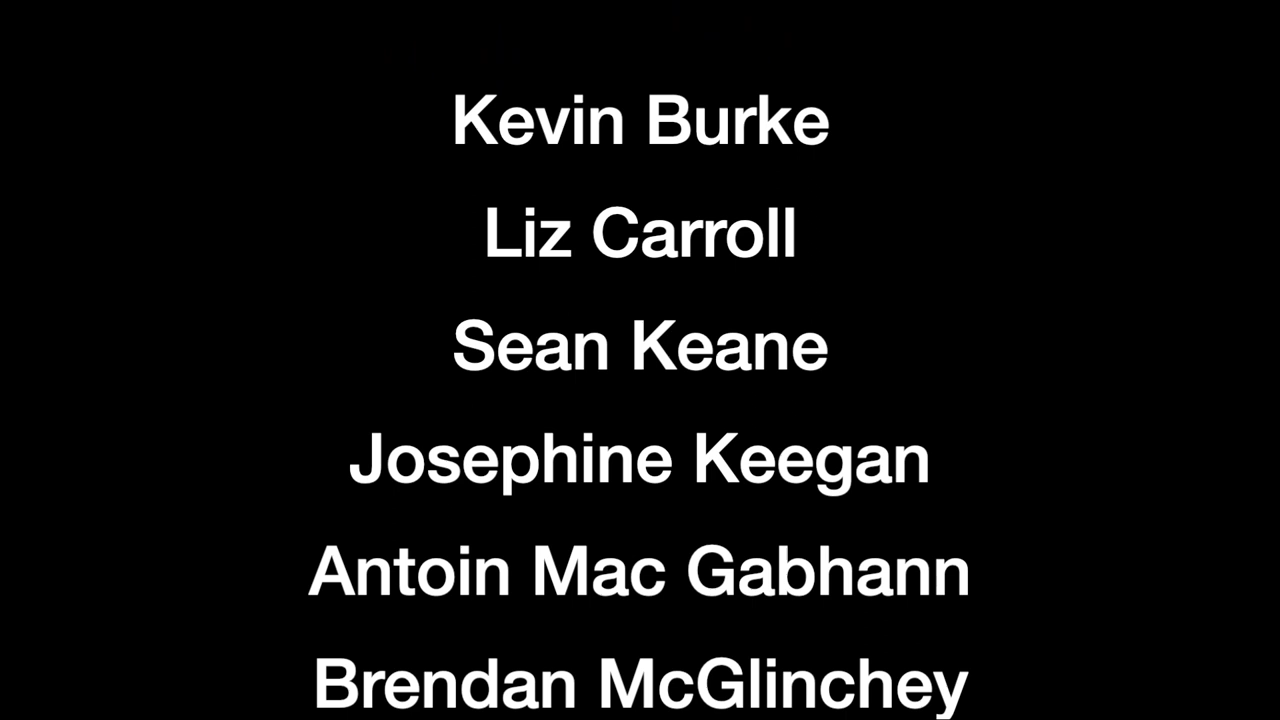 Kevin Burke
Liz Carroll
Sean Keane
Josephine Keegan
Antoin Mac Gabhann
Brendan McGlinchey